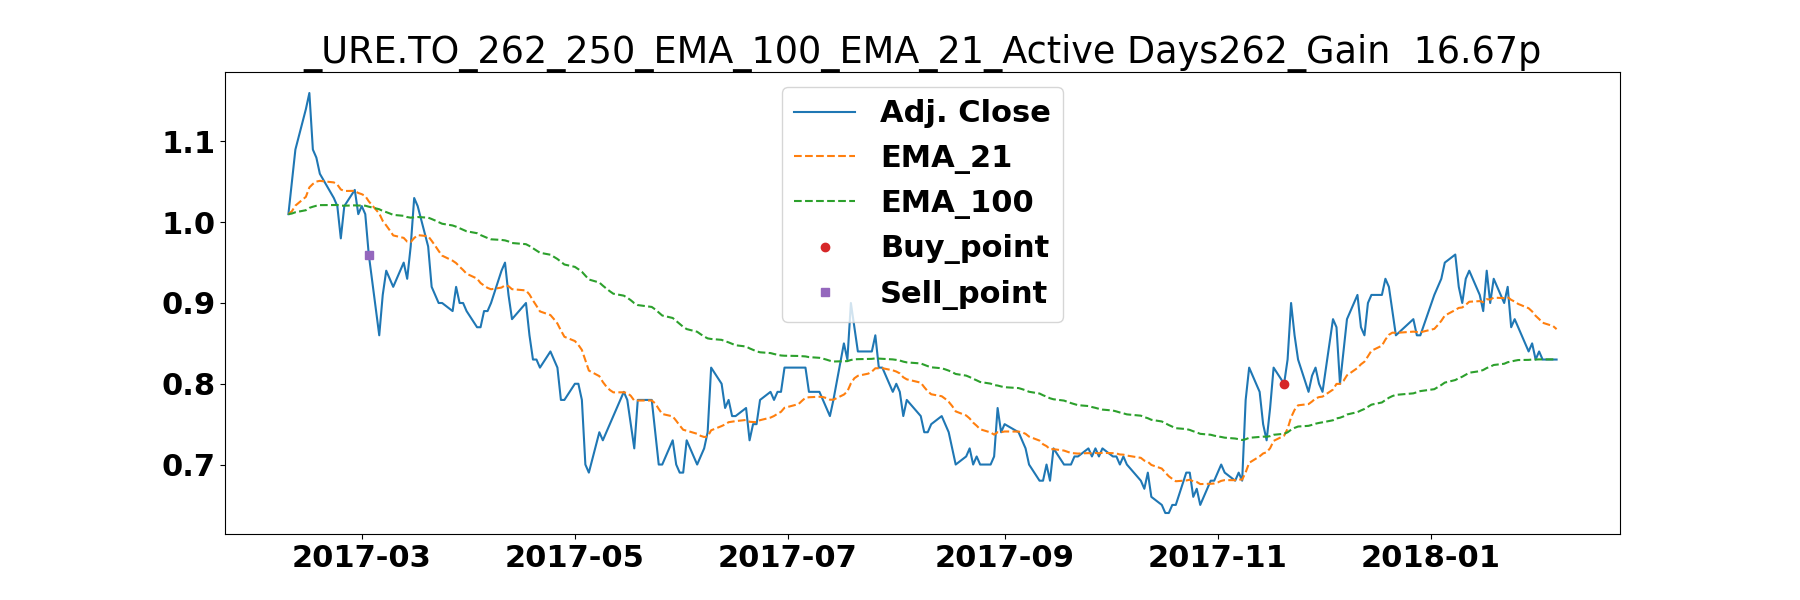 _URE.TO_262_250_EMA_100_EMA_21_Active Days262_Gain  16.67p
Adj. Close
EMA_21
EMA_100
Buy_point
Sell_point
1.1
1.0
0.9
0.8
0.7
2017-03 2017-05 2017-07 2017-09 2017-11 2018-01